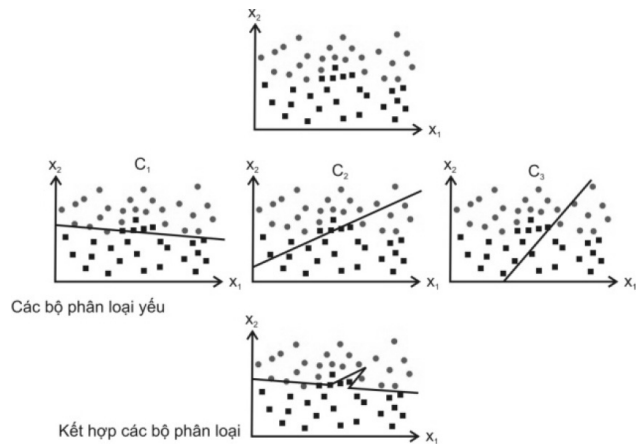 x₂
x₁
x₂ C₁
x₁
x₂ C₂
x₁
x₂ C₃
x₁
Các bộ phân loại yếu
x₂
x₁
Kết hợp các bộ phân loại